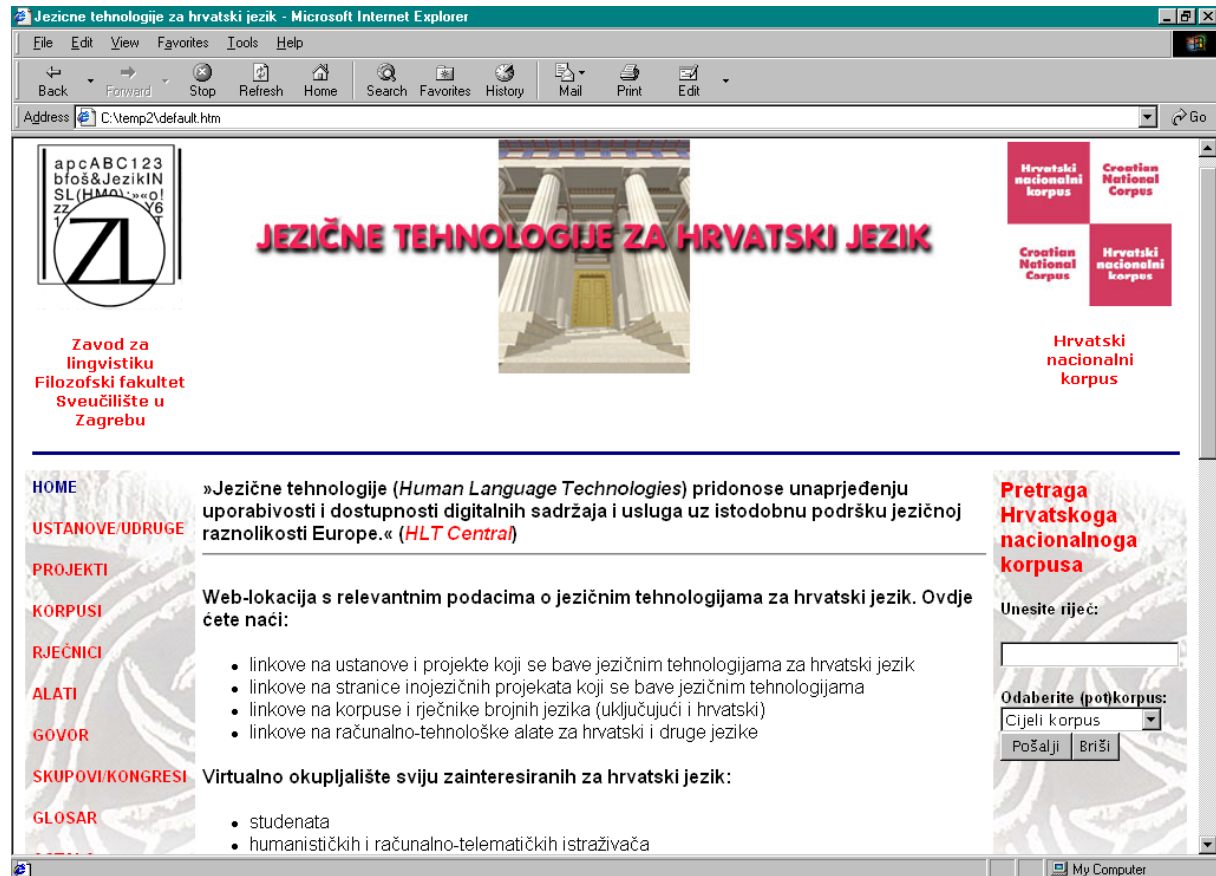 Jezicne tehnologije za hrvatski jezik - Microsoft Internet Explorer
File Edit View Favorites Tools Help
Back Forward Stop Refresh Home Search Favorites History Mail Print Edit
Address C:\temp2\default.htm Go
apcABC123
bfoš&JezikIN
SL(HM0):»«o!
zz Y6
1 T
ZL
Zavod za
lingvistiku
Filozofski fakultet
Sveučilište u
Zagrebu
JEZIČNE TEHNOLOGIJE ZA HRVATSKI JEZIK
Hrvatski nacionalni korpus
Croatian National Corpus
Croatian National Corpus
Hrvatski nacionalni korpus
Hrvatski
nacionalni
korpus
HOME
USTANOVE/UDRUGE
PROJEKTI
KORPUSI
RJEČNICI
ALATI
GOVOR
SKUPOVI/KONGRESI
GLOSAR
»Jezične tehnologije (Human Language Technologies) pridonose unaprjeđenju
uporabivosti i dostupnosti digitalnih sadržaja i usluga uz istodobnu podršku jezičnoj
raznolikosti Europe.« (HLT Central)
Web-lokacija s relevantnim podacima o jezičnim tehnologijama za hrvatski jezik. Ovdje
ćete naći:
• linkove na ustanove i projekte koji se bave jezičnim tehnologijama za hrvatski jezik
• linkove na stranice inojezičnih projekata koji se bave jezičnim tehnologijama
• linkove na korpuse i rječnike brojnih jezika (uključujući i hrvatski)
• linkove na računalno-tehnološke alate za hrvatski i druge jezike
Virtualno okupljalište sviju zainteresiranih za hrvatski jezik:
• studenata
• humanističkih i računalno-telematičkih istraživača
Pretraga
Hrvatskoga
nacionalnoga
korpusa
Unesite riječ:
Odaberite (pot)korpus:
Cijeli korpus
Pošalji Briši
My Computer